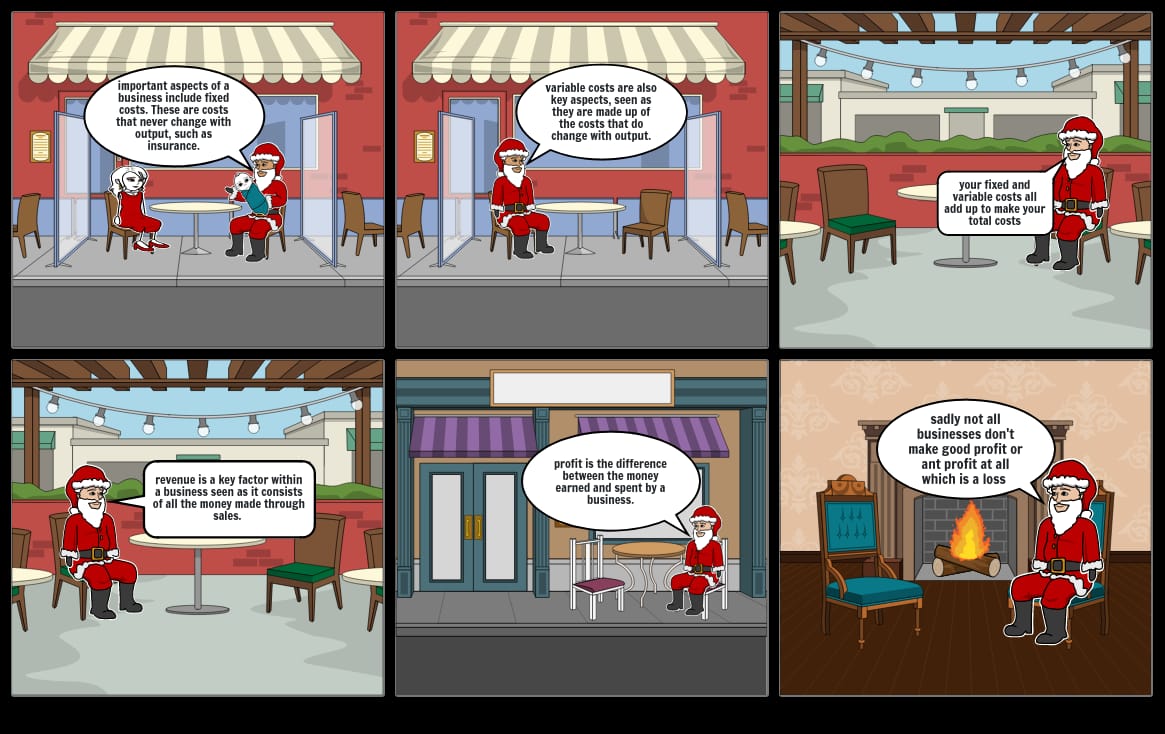 important aspects of a
business include fixed
costs. These are costs
that never change with
output, such as
insurance.
variable costs are also
key aspects, seen as
they are made up of
the costs that do
change with output.
your fixed and
variable costs all
add up to make your
total costs
revenue is a key factor within
a business seen as it consists
of all the money made through
sales.
profit is the difference
between the money
earned and spent by a
business.
sadly not all
businesses don't
make good profit or
ant profit at all
which is a loss